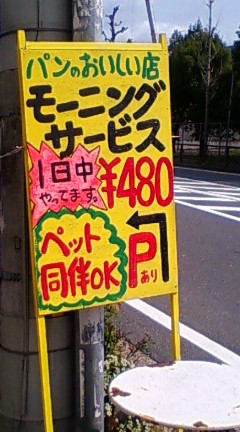 パンのおいしい店
モーニング
サービス
1日中
やってます。
¥480
ペット
同伴OK
P
あり